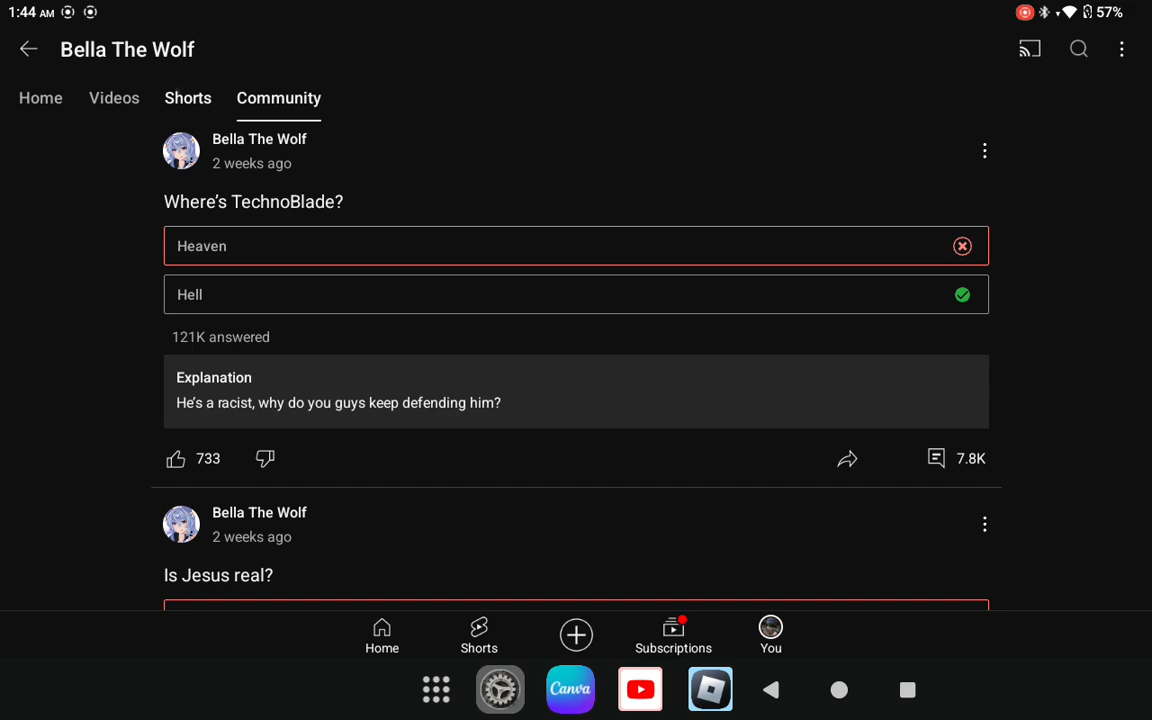 1:44 AM
57%
Bella The Wolf
Home Videos Shorts Community
Bella The Wolf
2 weeks ago
Where's TechnoBlade?
Heaven
Hell
121K answered
Explanation
He's a racist, why do you guys keep defending him?
733
7.8K
Bella The Wolf
2 weeks ago
Is Jesus real?
Home Shorts Subscriptions You
Canva